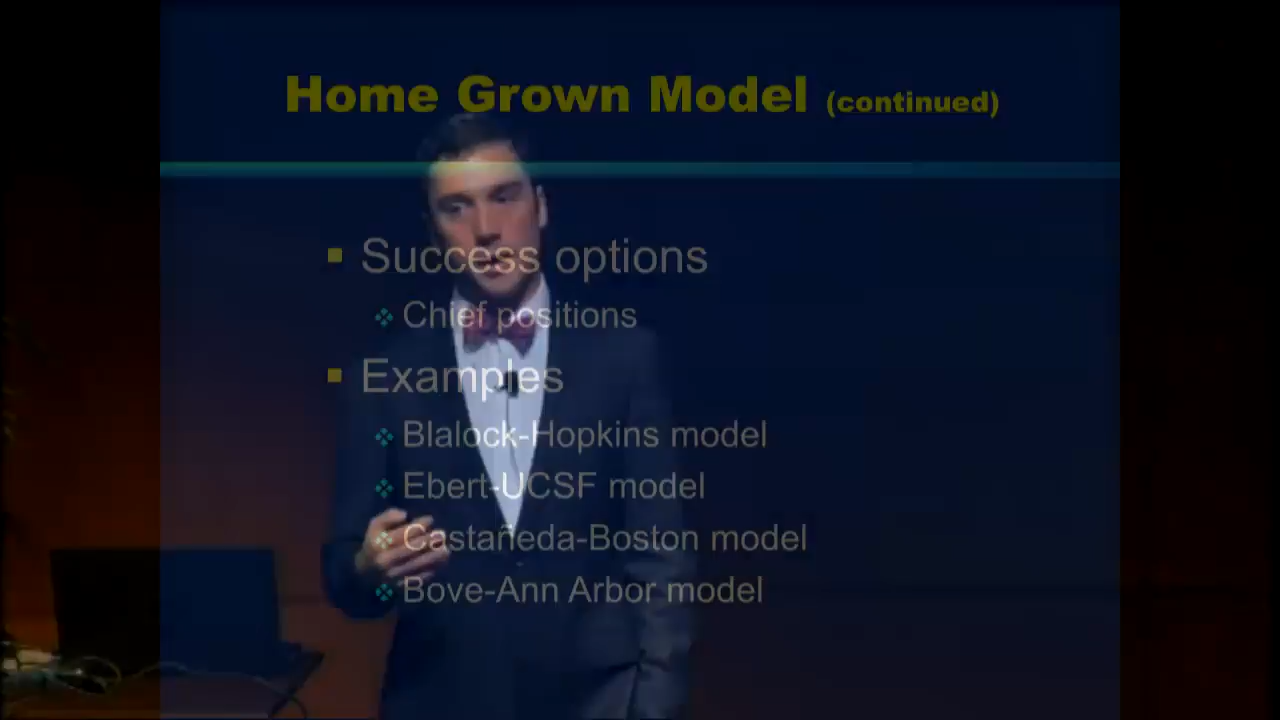 Home Grown Model (continued)
Success options
Chief positions
Examples
Blalock-Hopkins model
Ebert-UCSF model
Castañeda-Boston model
Bove-Ann Arbor model